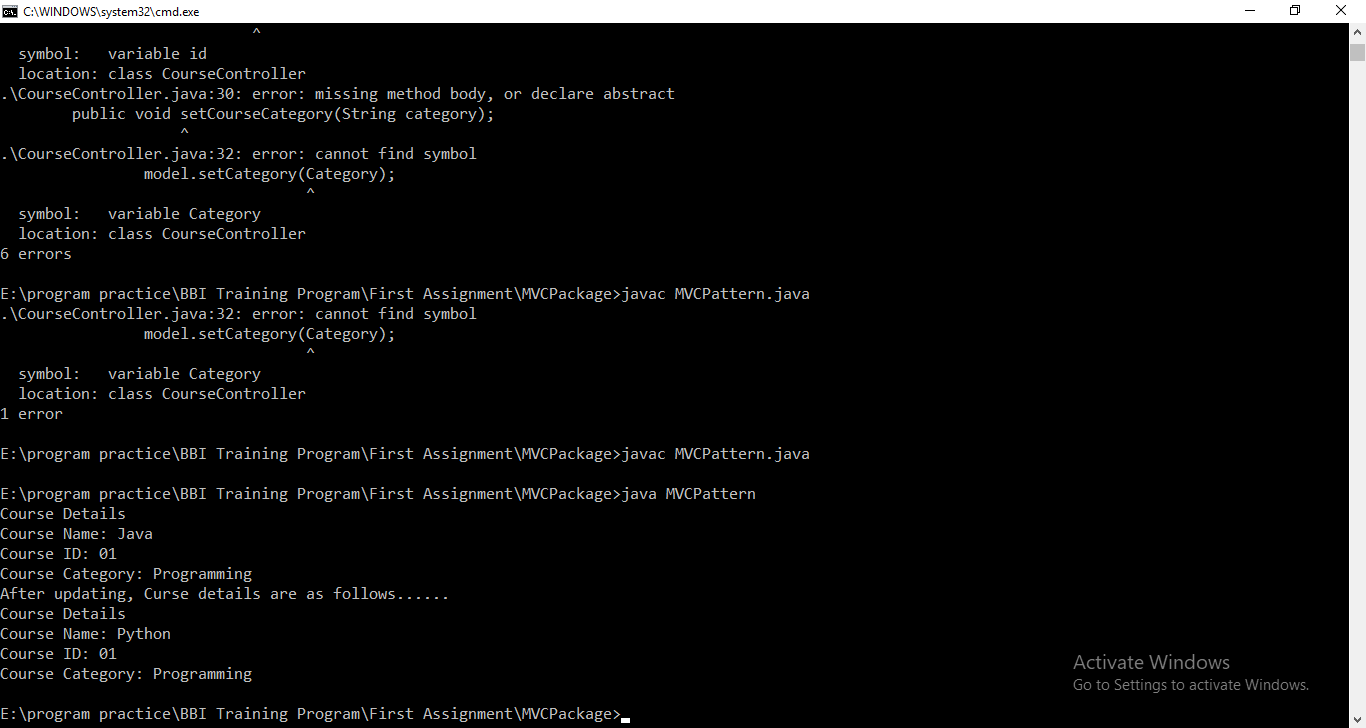 C:\WINDOWS\system32\cmd.exe
^
symbol:   variable id
location: class CourseController
.\CourseController.java:30: error: missing method body, or declare abstract
public void setCourseCategory(String category);
^
.\CourseController.java:32: error: cannot find symbol
model.setCategory(Category);
^
symbol:   variable Category
location: class CourseController
6 errors
E:\program practice\BBI Training Program\First Assignment\MVCPackage>javac MVCPattern.java
.\CourseController.java:32: error: cannot find symbol
model.setCategory(Category);
^
symbol:   variable Category
location: class CourseController
1 error
E:\program practice\BBI Training Program\First Assignment\MVCPackage>javac MVCPattern.java
E:\program practice\BBI Training Program\First Assignment\MVCPackage>java MVCPattern
Course Details
Course Name: Java
Course ID: 01
Course Category: Programming
After updating, Curse details are as follows......
Course Details
Course Name: Python
Course ID: 01
Course Category: Programming
E:\program practice\BBI Training Program\First Assignment\MVCPackage>
Activate Windows
Go to Settings to activate Windows.